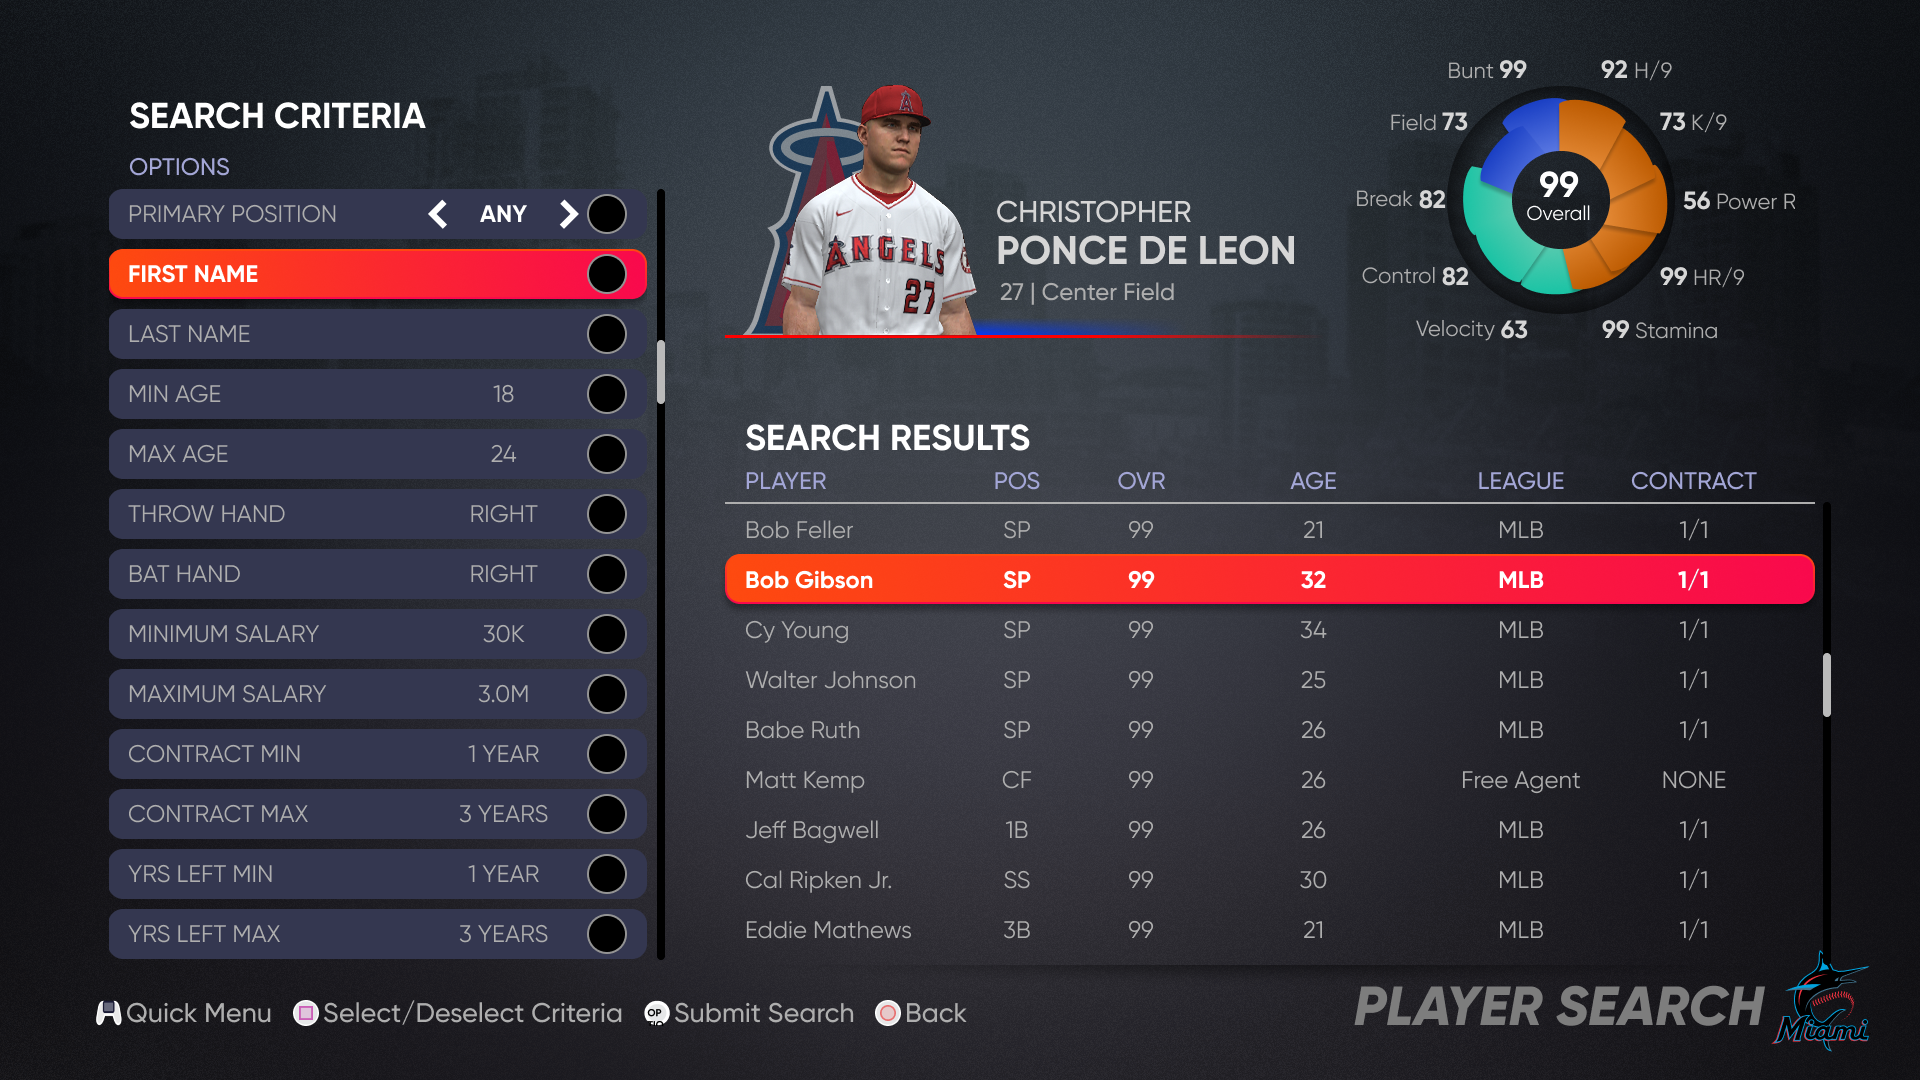 SEARCH CRITERIA
OPTIONS
PRIMARY POSITION ANY
FIRST NAME
LAST NAME
MIN AGE 18
MAX AGE 24
THROW HAND RIGHT
BAT HAND RIGHT
MINIMUM SALARY 30K
MAXIMUM SALARY 3.0M
CONTRACT MIN 1 YEAR
CONTRACT MAX 3 YEARS
YRS LEFT MIN 1 YEAR
YRS LEFT MAX 3 YEARS
A
ANGELS
27
CHRISTOPHER
PONCE DE LEON
27 | Center Field
Bunt 99 92 H/9
Field 73 73 K/9
Break 82 56 Power R
99
Overall
Control 82 99 HR/9
Velocity 63 99 Stamina
SEARCH RESULTS
PLAYER POS OVR AGE LEAGUE CONTRACT
Bob Feller SP 99 21 MLB 1/1
Bob Gibson SP 99 32 MLB 1/1
Cy Young SP 99 34 MLB 1/1
Walter Johnson SP 99 25 MLB 1/1
Babe Ruth SP 99 26 MLB 1/1
Matt Kemp CF 99 26 Free Agent NONE
Jeff Bagwell 1B 99 26 MLB 1/1
Cal Ripken Jr. SS 99 30 MLB 1/1
Eddie Mathews 3B 99 21 MLB 1/1
Quick Menu Select/Deselect Criteria OP Submit Search Back
PLAYER SEARCH
Miami